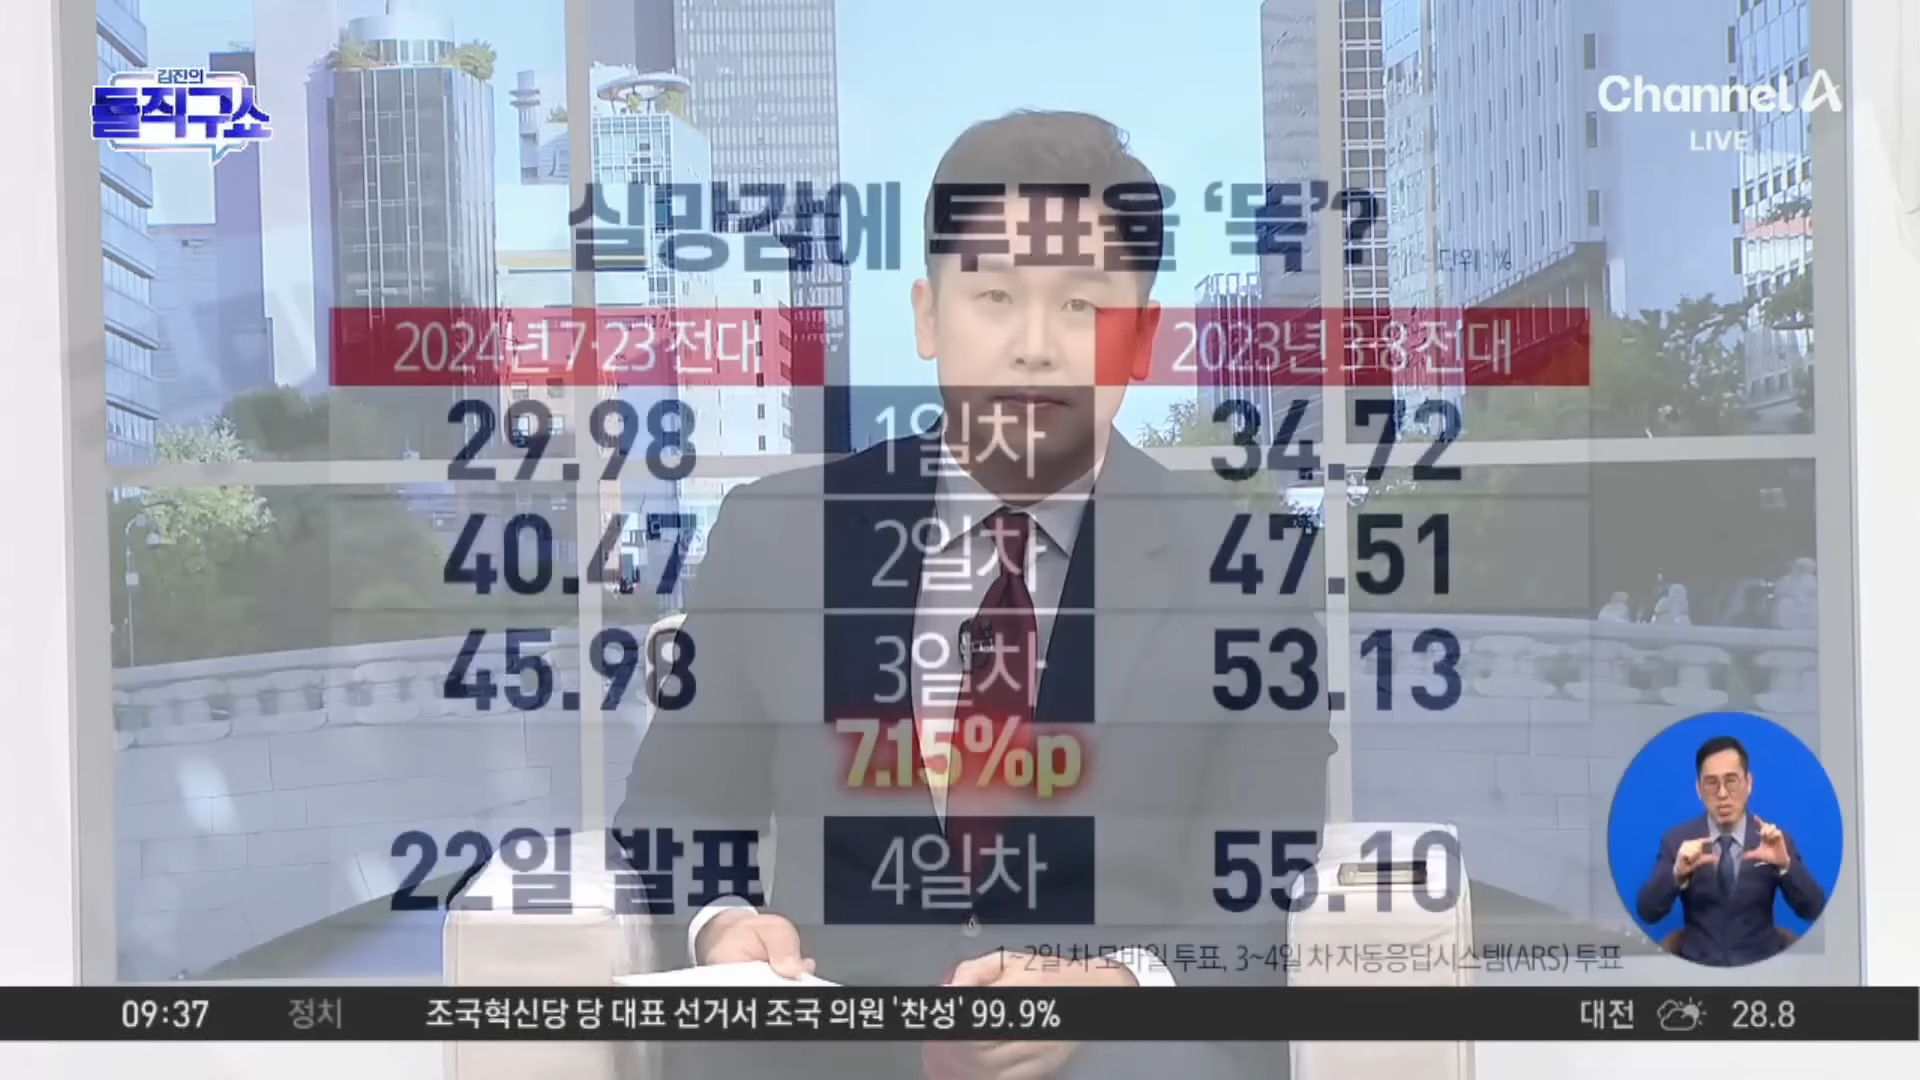 김진의
돌직구쇼
Channel A
LIVE
실망감에 투표율 ‘뚝’?
단위 : %
2024년 7·23 전대
2023년 3·8 전대
29.98 1일차 34.72
40.47 2일차 47.51
45.98 3일차 53.13
7.15%p
22일 발표 4일차 55.10
1~2일 차 모바일 투표, 3~4일 차 자동응답시스템(ARS) 투표
09:37 정치 조국혁신당 당 대표 선거서 조국 의원 '찬성' 99.9% 대전 28.8